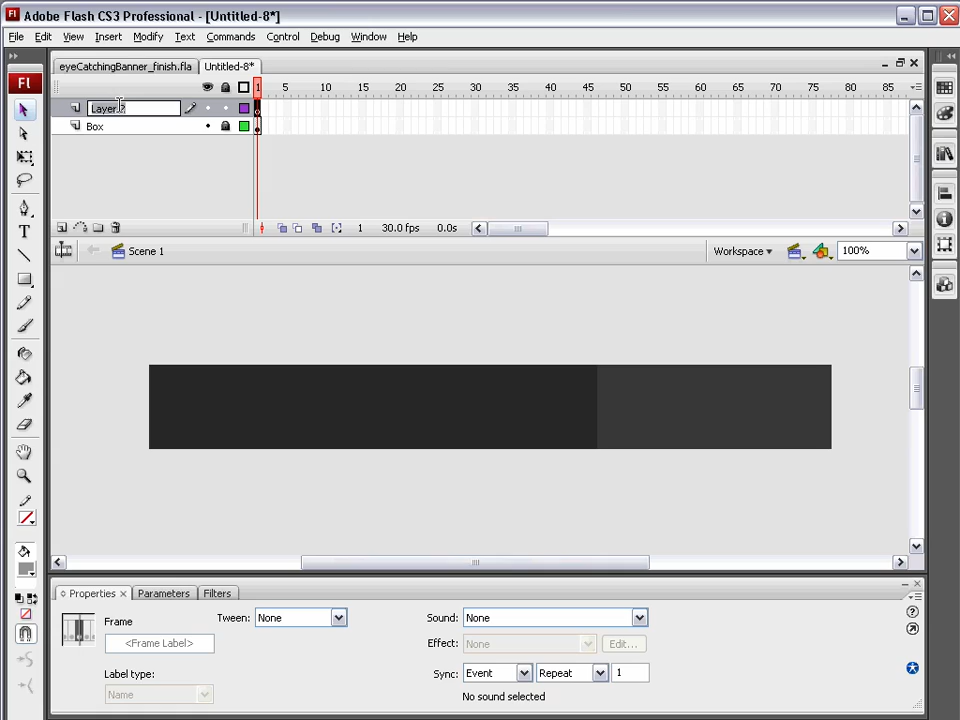 Adobe Flash CS3 Professional - [Untitled-8*]
File Edit View Insert Modify Text Commands Control Debug Window Help
Fl
eyeCatchingBanner_finish.fla Untitled-8*
1 5 10 15 20 25 30 35 40 45 50 55 60 65 70 75 80 85
Layer 2
Box
1 30.0 fps 0.0s
Scene 1 Workspace 100%
T
Properties Parameters Filters
Frame
<Frame Label>
Label type:
Name
Tween: None
Sound: None
Effect: None Edit...
Sync: Event Repeat 1
No sound selected